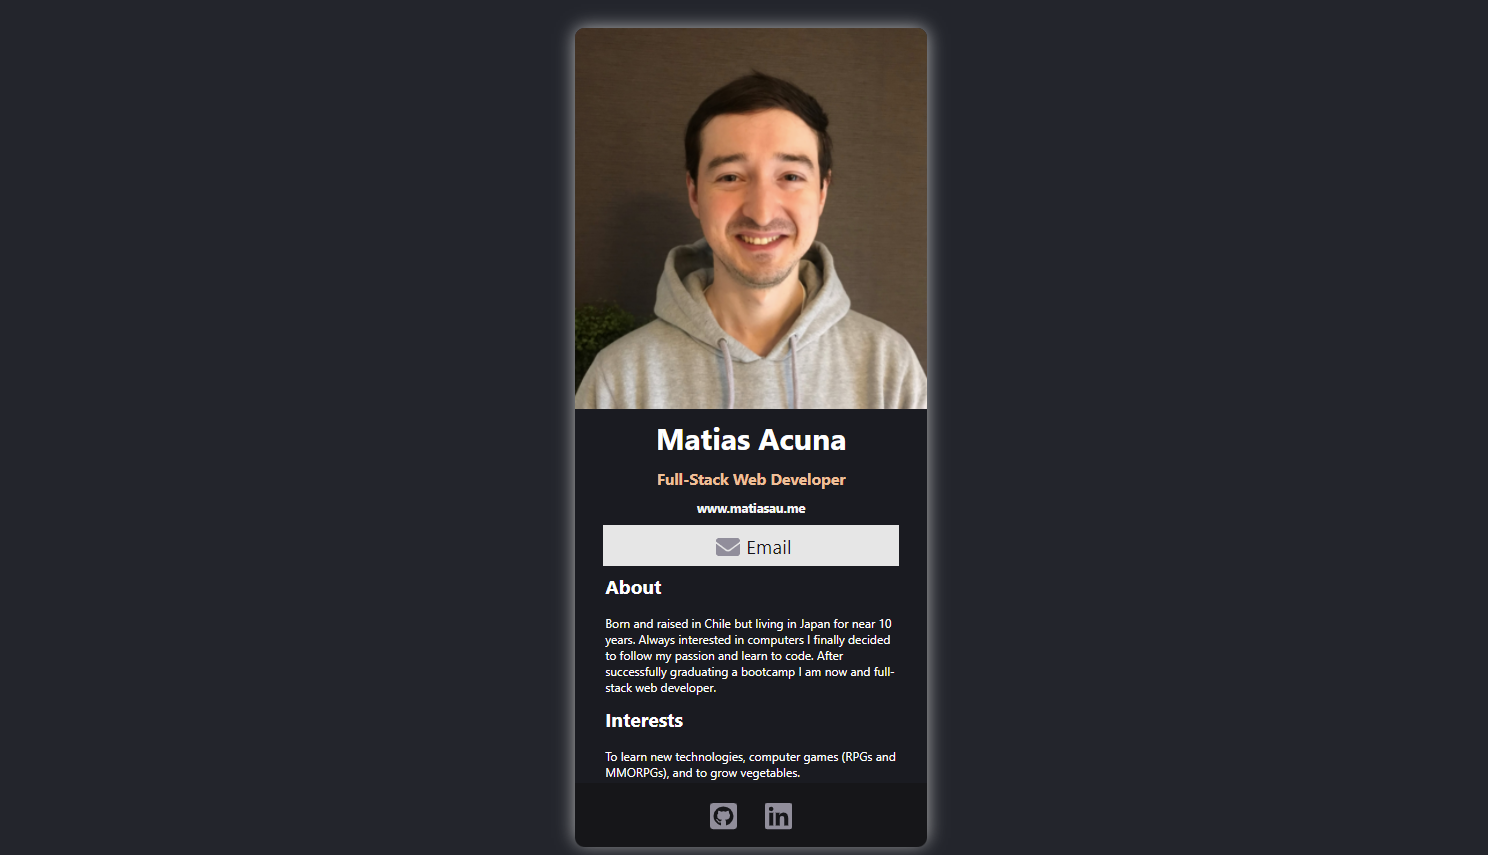 Matias Acuna
Full-Stack Web Developer
www.matiasau.me
Email
About
Born and raised in Chile but living in Japan for near 10
years. Always interested in computers I finally decided
to follow my passion and learn to code. After
successfully graduating a bootcamp I am now and full-
stack web developer.
Interests
To learn new technologies, computer games (RPGs and
MMORPGs), and to grow vegetables.
in